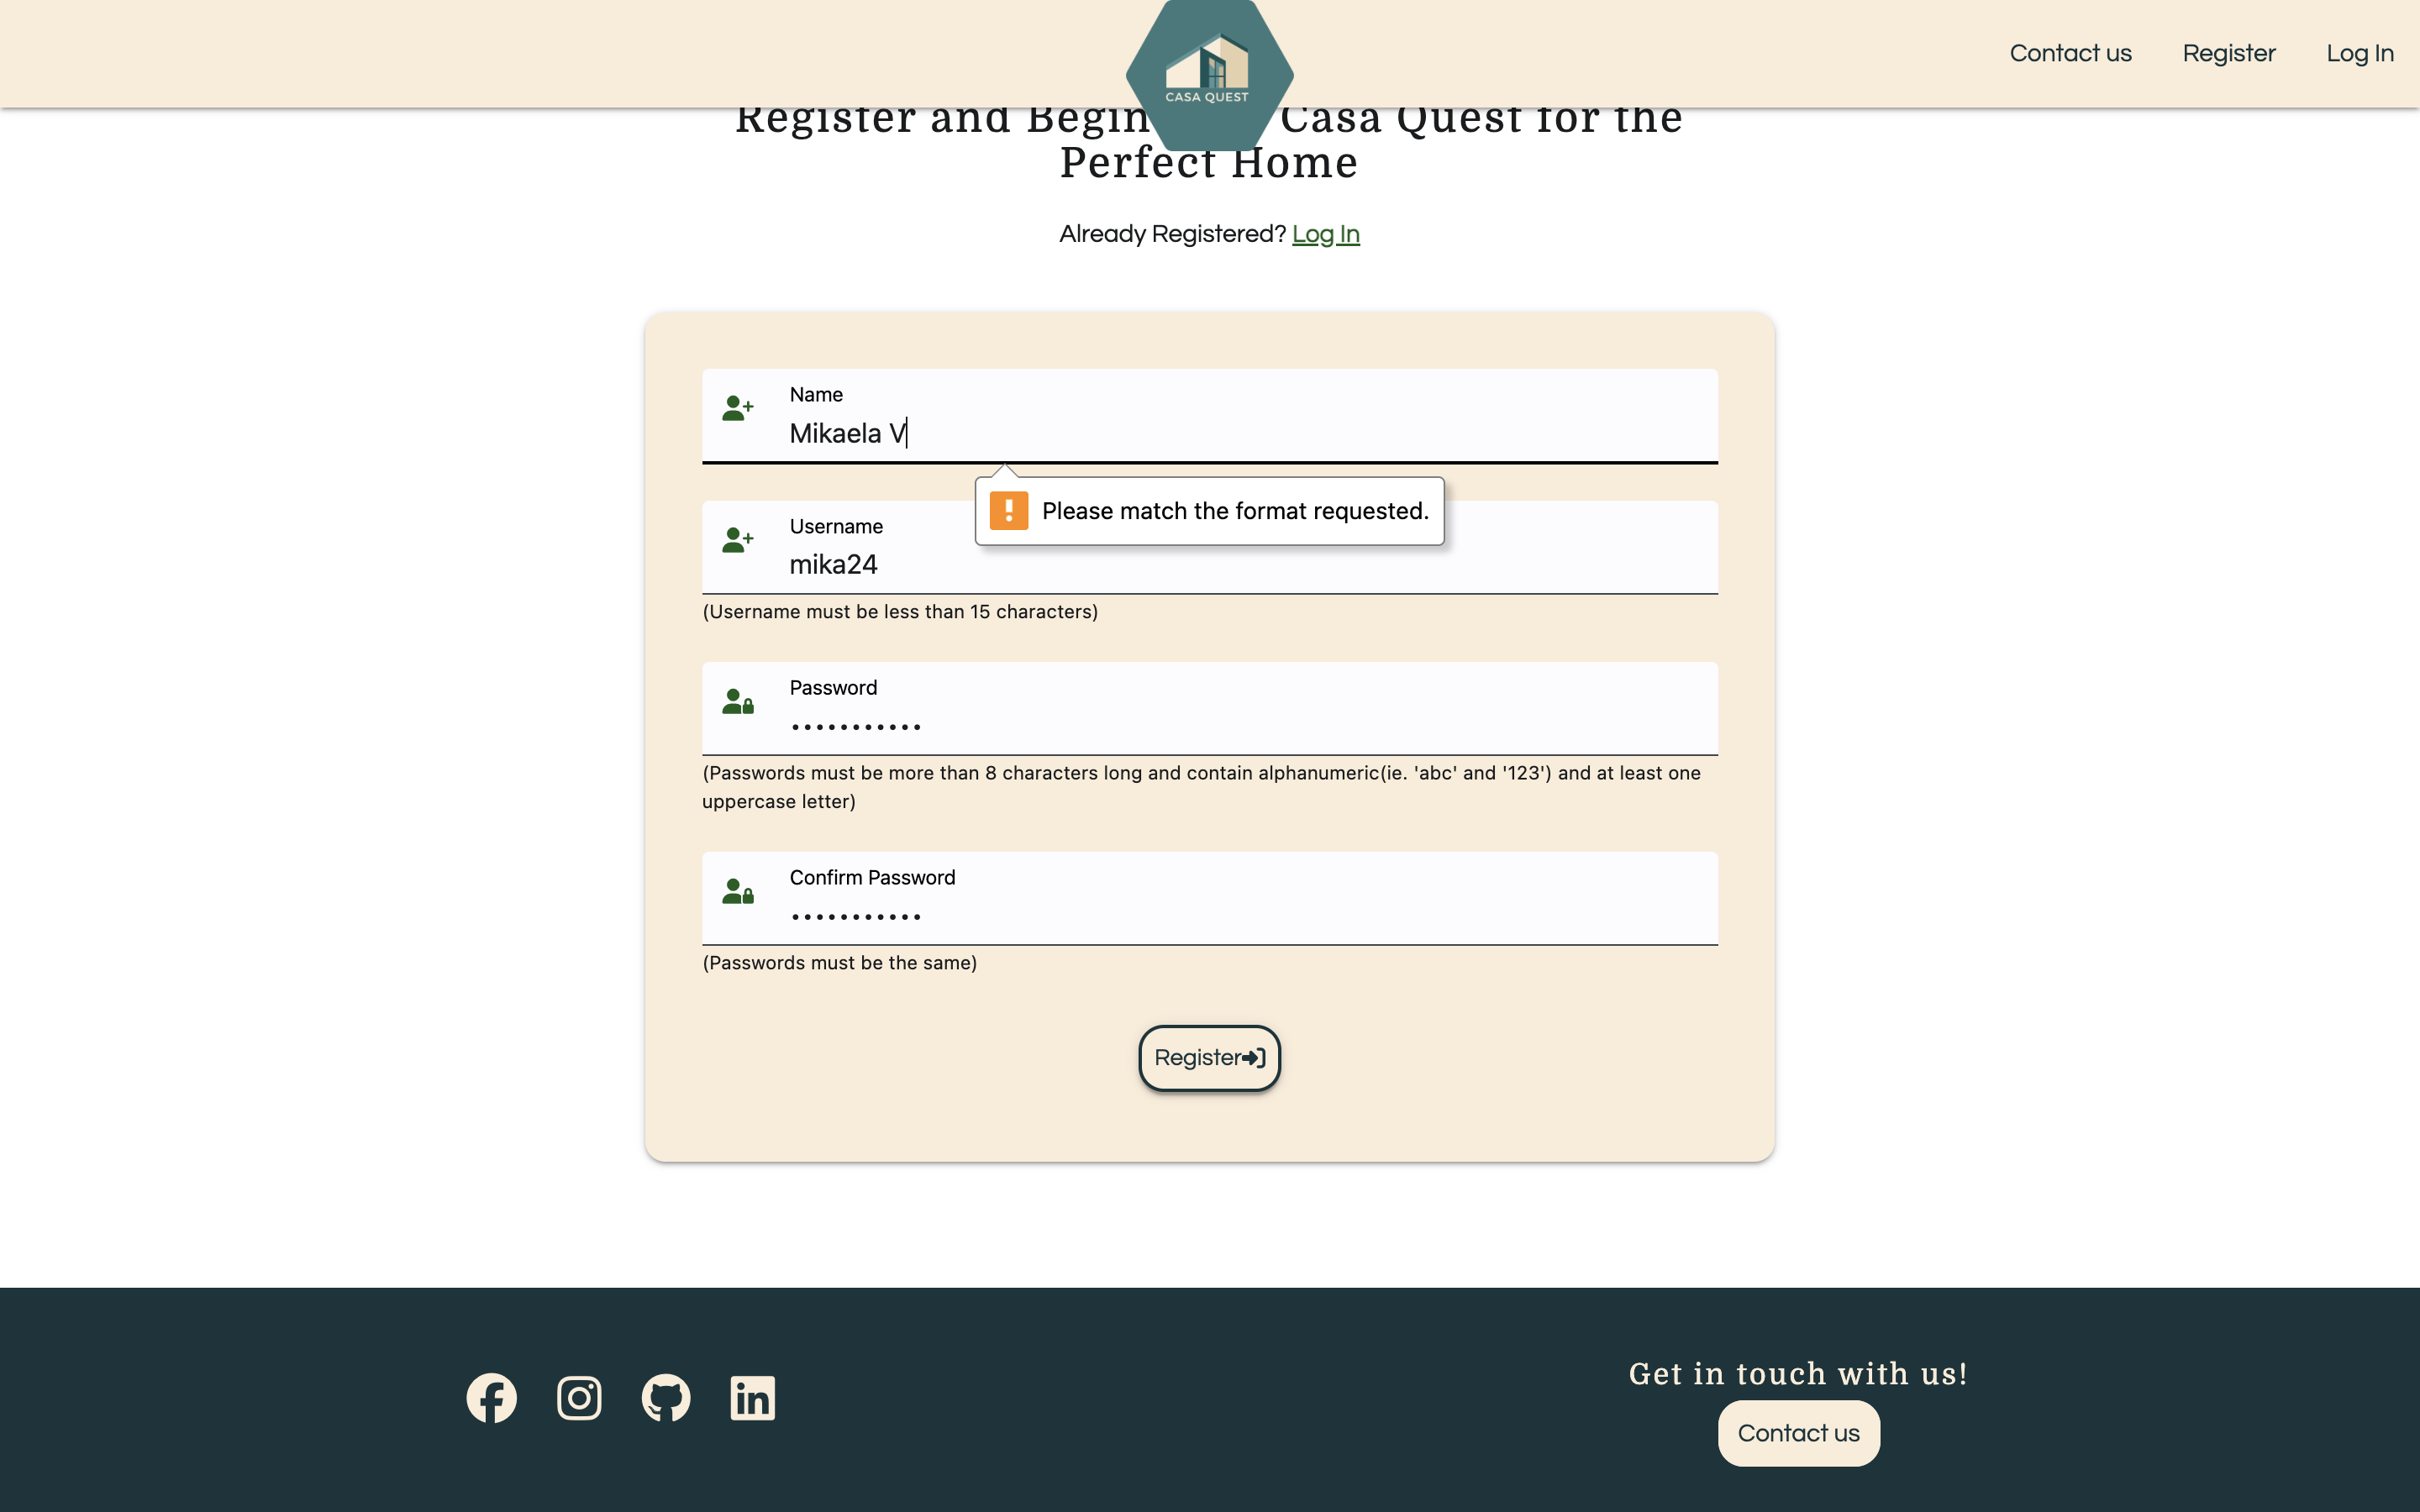 Contact us Register Log In
CASA QUEST
Register and Begin Casa Quest for the
Perfect Home
Already Registered? Log In
Name
Mikaela V
Please match the format requested.
Username
mika24
(Username must be less than 15 characters)
Password
•••••••••••
(Passwords must be more than 8 characters long and contain alphanumeric(ie. 'abc' and '123') and at least one
uppercase letter)
Confirm Password
•••••••••••
(Passwords must be the same)
Register
Get in touch with us!
Contact us